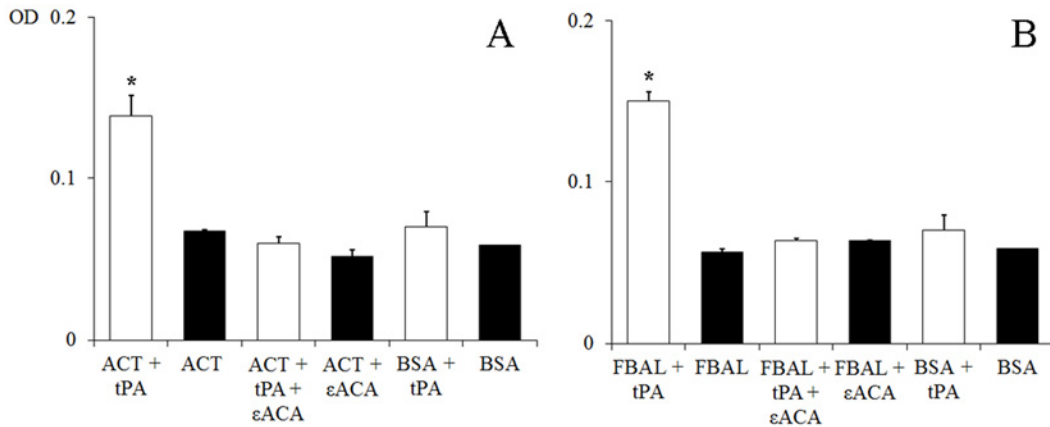 OD
0.2
A
*
0.1
0
ACT + tPA
ACT
ACT + tPA + εACA
ACT + εACA
BSA + tPA
BSA
0.2
B
*
0.1
0
FBAL + tPA
FBAL
FBAL + tPA + εACA
FBAL + εACA
BSA + tPA
BSA